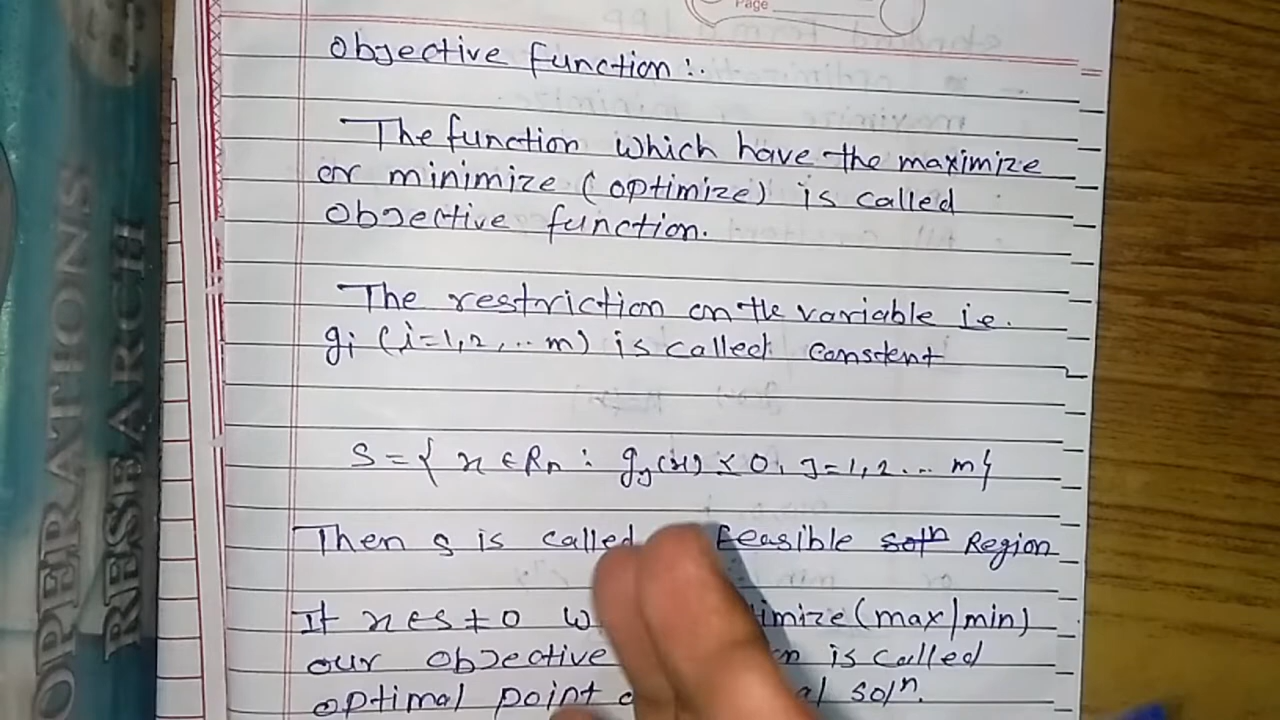 Page
OPERATIONS
RESEARCH
Objective function :.
The function which have the maximize
or minimize (optimize) is called
Objective function.
The restriction on the variable i.e.
gi (i=1,2,... m) is called constent
S = { x ∈ Rn : gj(x) ≤ 0, j=1,2 .... m}
Then s is called feasible soln Region
If x ∈ s ≠ 0 (max/min)
our objective is called
optimal point soln.